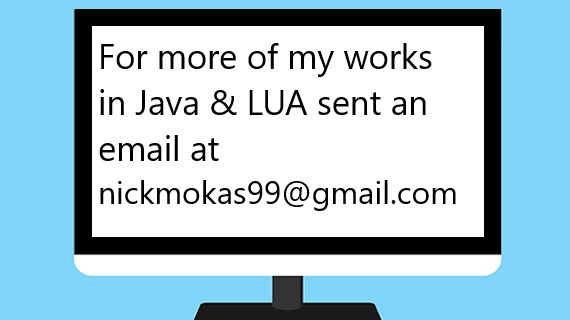 For more of my works
in Java & LUA sent an
email at
nickmokas99@gmail.com